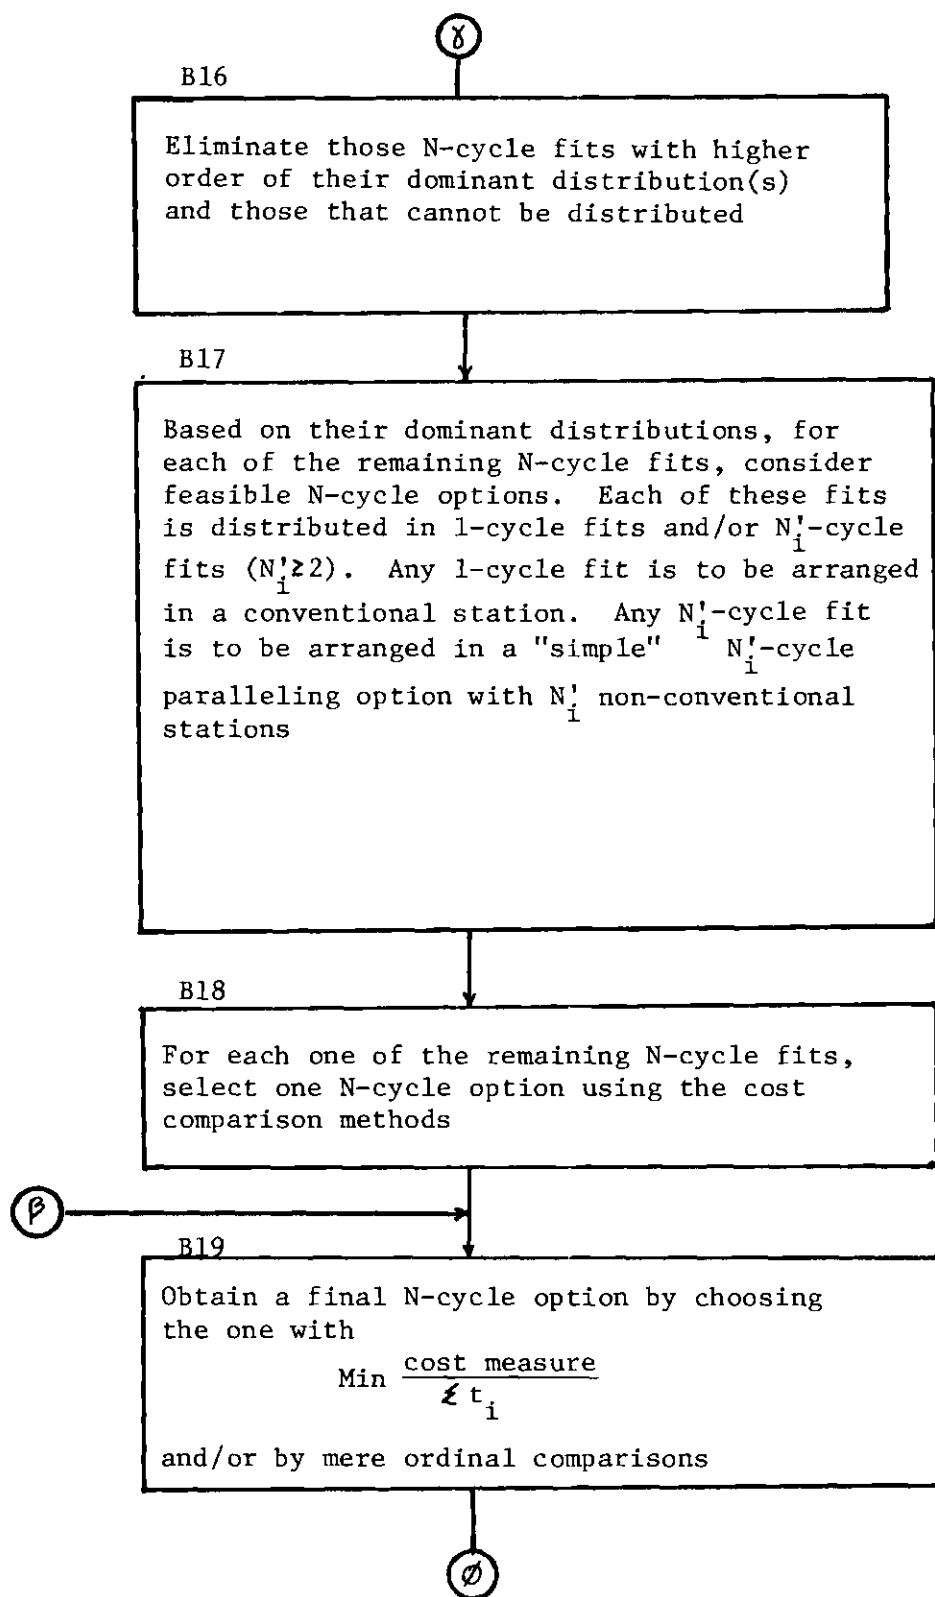 γ
B16
Eliminate those N-cycle fits with higher
order of their dominant distribution(s)
and those that cannot be distributed
B17
Based on their dominant distributions, for
each of the remaining N-cycle fits, consider
feasible N-cycle options. Each of these fits
is distributed in 1-cycle fits and/or N'i-cycle
fits (N'i≥2). Any 1-cycle fit is to be arranged
in a conventional station. Any N'i-cycle fit
is to be arranged in a "simple" N'i-cycle
paralleling option with N'i non-conventional
stations
B18
For each one of the remaining N-cycle fits,
select one N-cycle option using the cost
comparison methods
β
B19
Obtain a final N-cycle option by choosing
the one with
Min cost measure
Σ ti
and/or by mere ordinal comparisons
Ø